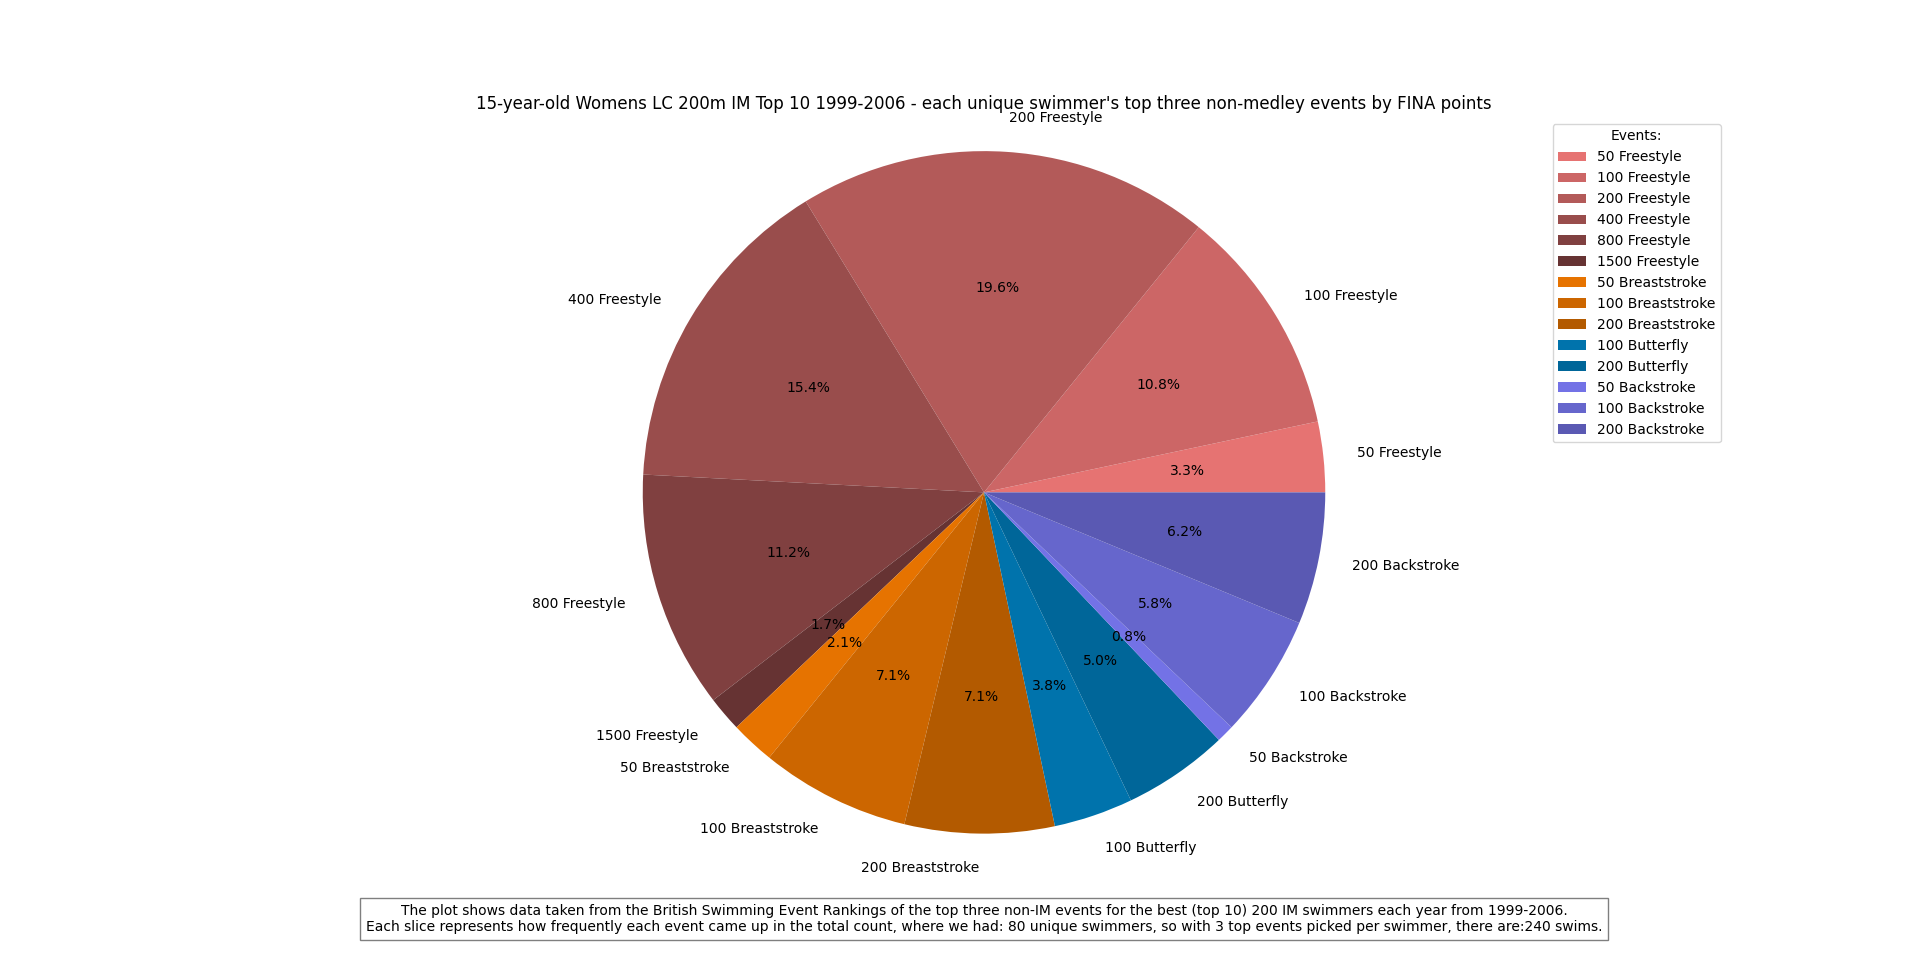 15-year-old Womens LC 200m IM Top 10 1999-2006 - each unique swimmer's top three non-medley events by FINA points
200 Freestyle
Events:
50 Freestyle
100 Freestyle
200 Freestyle
400 Freestyle
800 Freestyle
1500 Freestyle
50 Breaststroke
100 Breaststroke
200 Breaststroke
100 Butterfly
200 Butterfly
50 Backstroke
100 Backstroke
200 Backstroke
19.6%
100 Freestyle
400 Freestyle
10.8%
15.4%
50 Freestyle
3.3%
6.2%
11.2%
200 Backstroke
800 Freestyle
5.8%
1.7%
0.8%
2.1%
5.0%
7.1%
3.8%
7.1%
100 Backstroke
1500 Freestyle
50 Backstroke
50 Breaststroke
200 Butterfly
100 Breaststroke
100 Butterfly
200 Breaststroke
The plot shows data taken from the British Swimming Event Rankings of the top three non-IM events for the best (top 10) 200 IM swimmers each year from 1999-2006.
Each slice represents how frequently each event came up in the total count, where we had: 80 unique swimmers, so with 3 top events picked per swimmer, there are:240 swims.